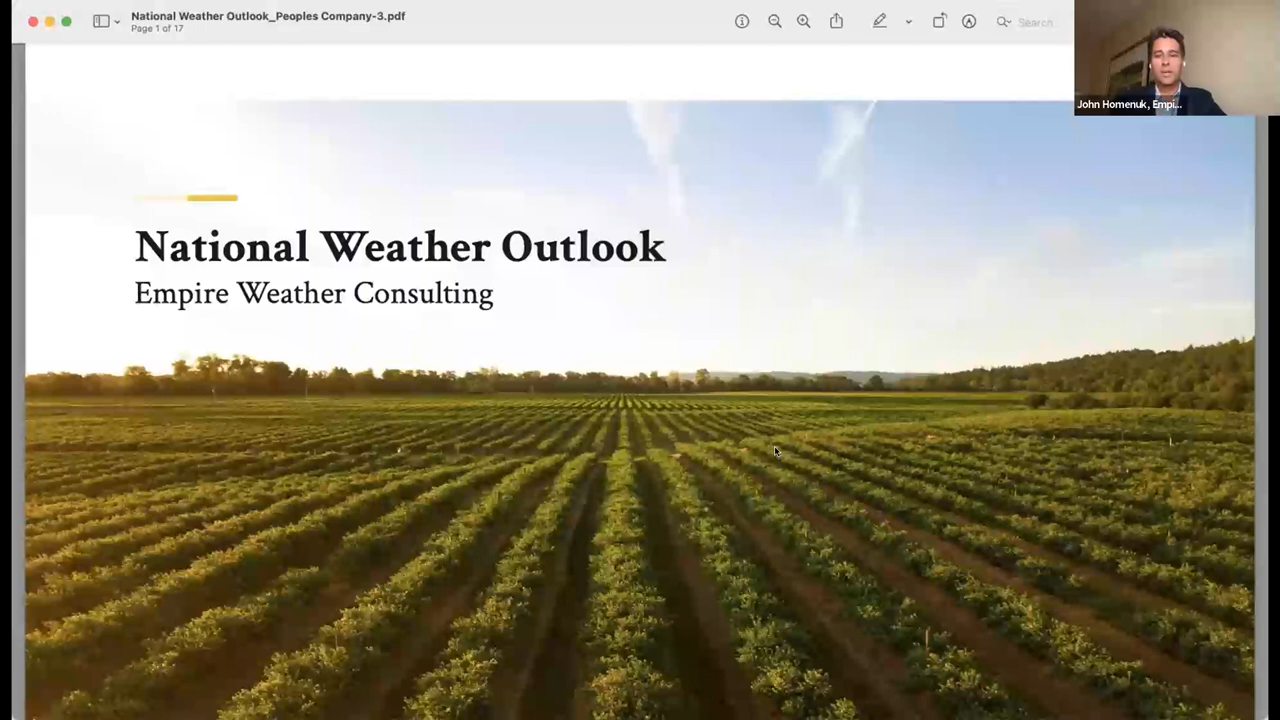 National Weather Outlook_Peoples Company-3.pdf
Page 1 of 17
Search
John Homenuk, Empi...
National Weather Outlook
Empire Weather Consulting